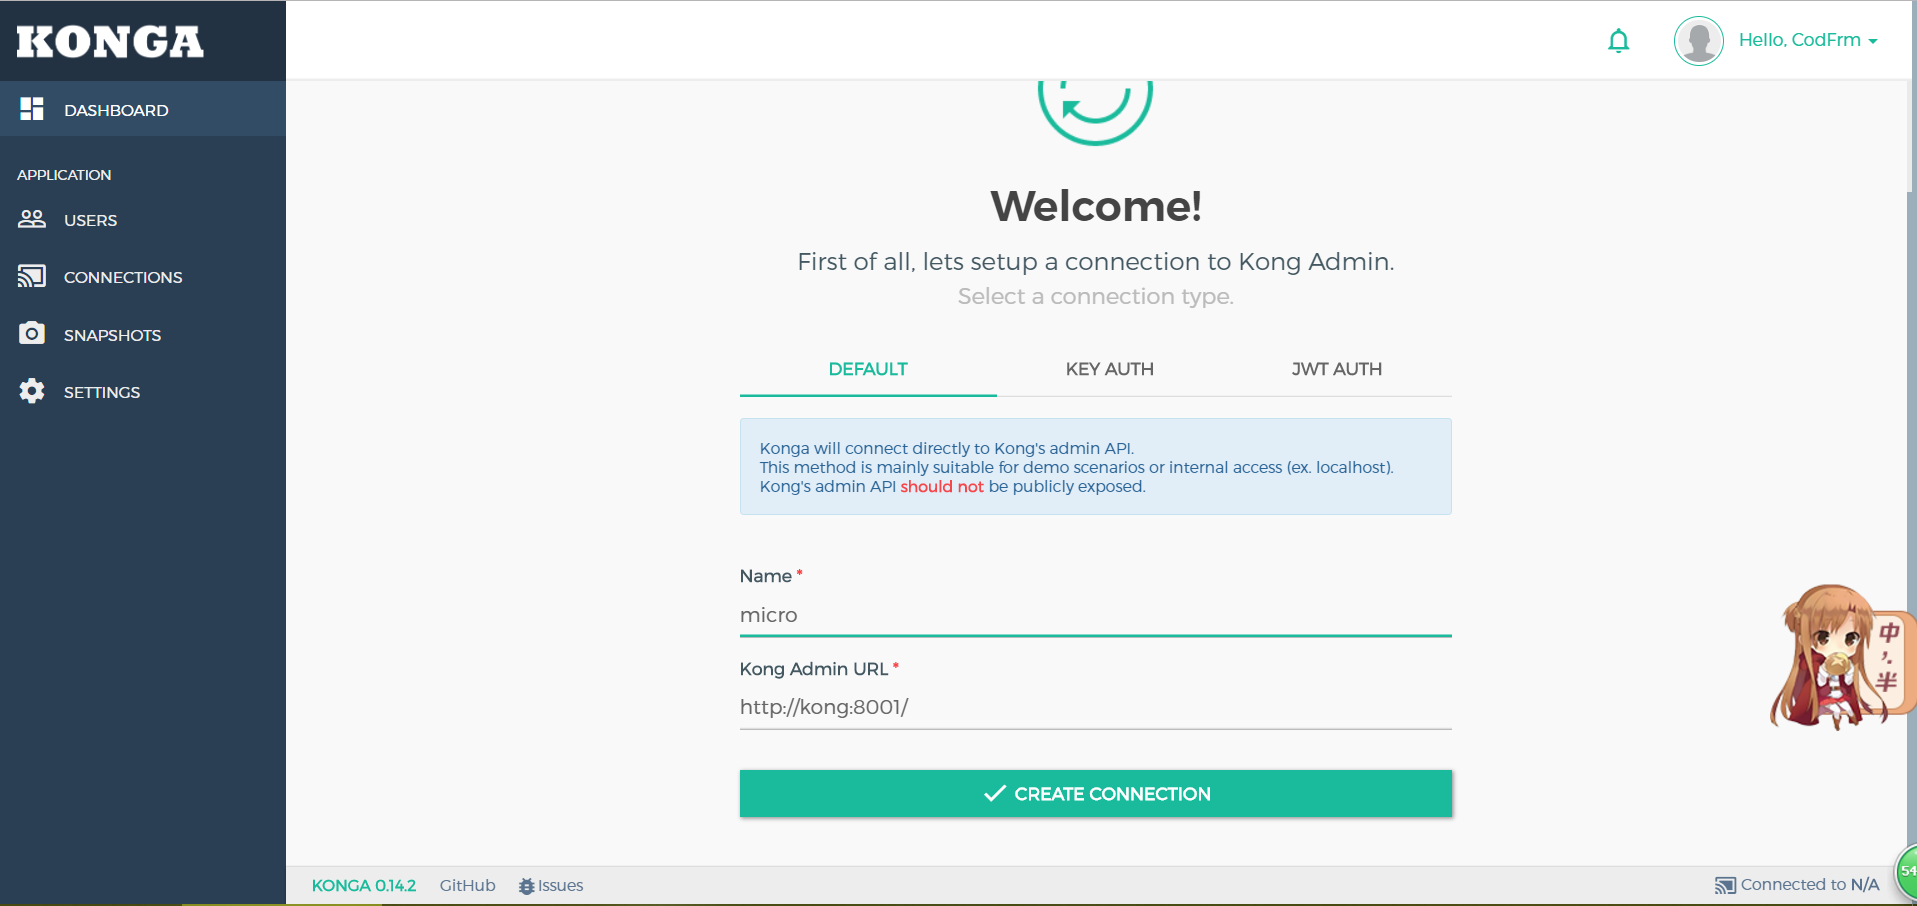 KONGA
Hello, CodFrm
DASHBOARD
APPLICATION
USERS
CONNECTIONS
SNAPSHOTS
SETTINGS
Welcome!
First of all, lets setup a connection to Kong Admin.
Select a connection type.
DEFAULT KEY AUTH JWT AUTH
Konga will connect directly to Kong's admin API.
This method is mainly suitable for demo scenarios or internal access (ex. localhost).
Kong's admin API should not be publicly exposed.
Name *
micro
Kong Admin URL *
http://kong:8001/
CREATE CONNECTION
中
半
54
KONGA 0.14.2 GitHub Issues
Connected to N/A